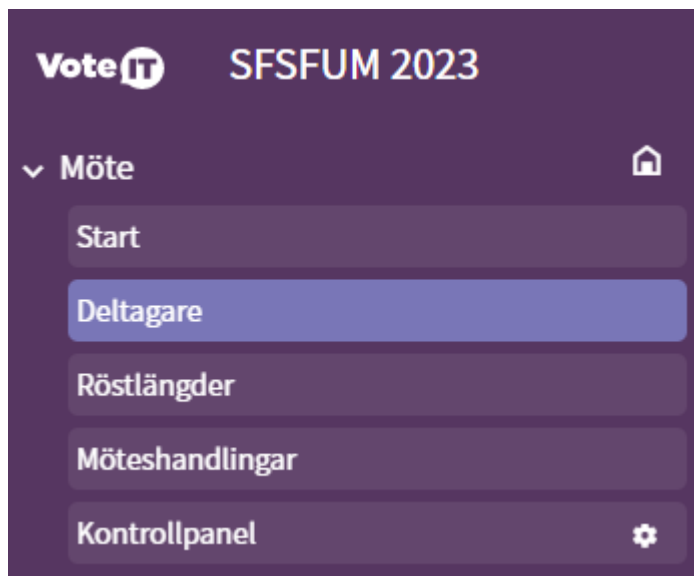 VoteIT SFSFUM 2023
Möte
Start
Deltagare
Röstlängder
Möteshandlingar
Kontrollpanel